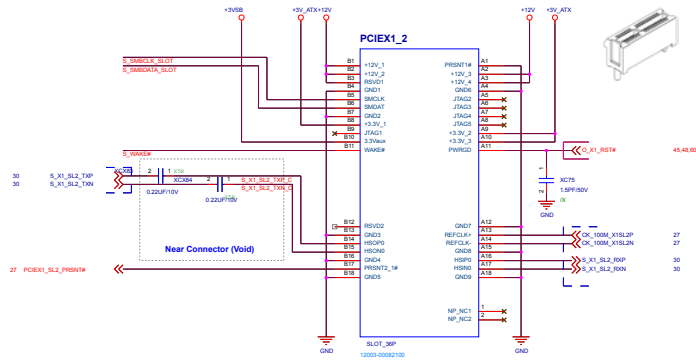 +3VSB
+3V_ATX
+12V
+12V
+3V_ATX
PCIEX1_2
S_SMBCLK_SLOT
S_SMBDATA_SLOT
B1 +12V_1 PRSNT1# A1
B2 +12V_2 +12V_3 A2
B3 RSVD1 +12V_4 A3
B4 GND1 GND6 A4
B5 SMCLK JTAG2 A5
B6 SMDAT JTAG3 A6
B7 GND2 JTAG4 A7
B8 +3.3V_1 JTAG5 A8
B9 JTAG1 +3.3V_2 A9
B10 3.3Vaux +3.3V_3 A10
B11 WAKE# PWRGD A11
S_WAKE#
O_X1_RST# 45,48,60
1
XC75
1.5PF/50V
2
/X
GND
30 S_X1_SL2_TXP
30 S_X1_SL2_TXN
2 1
XCX84
0.22UF/10V
2 1
0.22UF/10V
S_X1_SL2_TXP_C
S_X1_SL2_TXN_C
Near Connector (Void)
B12 RSVD2 GND7 A12
B13 GND3 REFCLK+ A13 CK_100M_X1SL2P 27
B14 HSOP0 REFCLK- A14 CK_100M_X1SL2N 27
B15 HSON0 GND8 A15
B16 GND4 HSIP0 A16 S_X1_SL2_RXP 30
B17 PRSNT2_1# HSIN0 A17 S_X1_SL2_RXN 30
B18 GND5 GND9 A18
27 PCIEX1_SL2_PRSNT#
NP_NC1 1
NP_NC2 2
GND
SLOT_36P
GND
12003-00082100